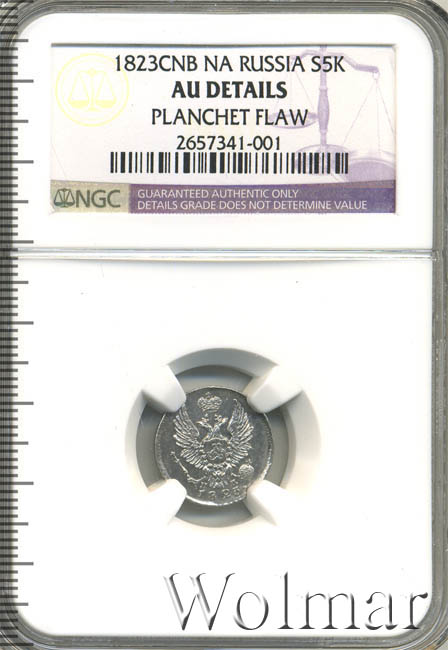 1823CNB NA RUSSIA S5K
AU DETAILS
PLANCHET FLAW
2657341-001
NGC
GUARANTEED AUTHENTIC ONLY
DETAILS GRADE DOES NOT DETERMINE VALUE
1823
Wolmar